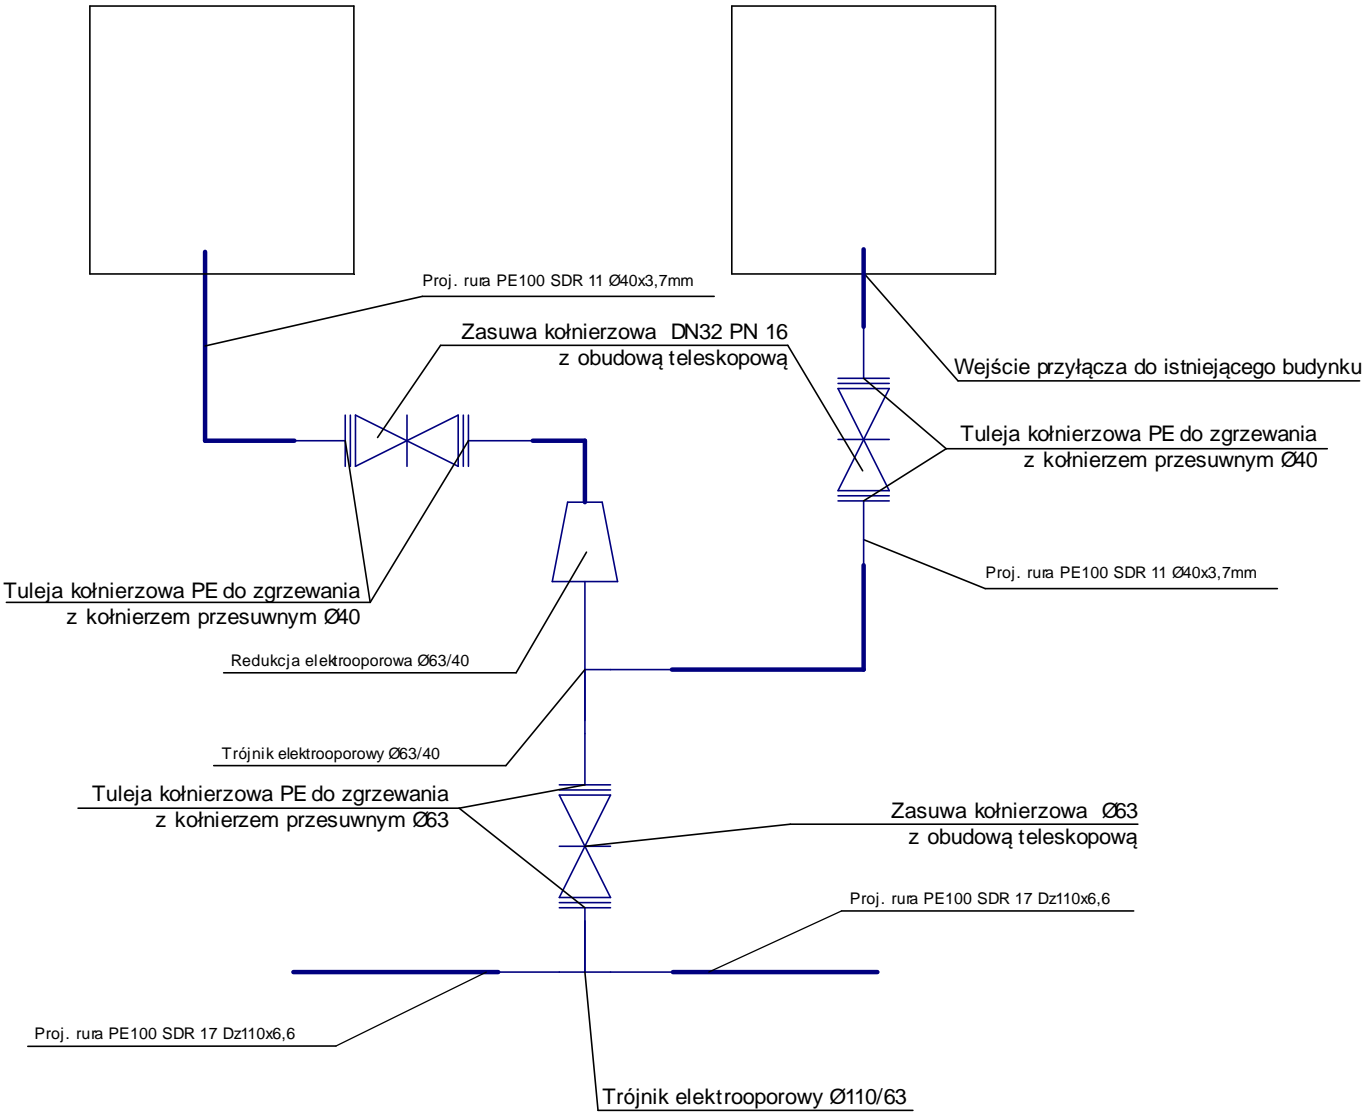 Proj. rura PE100 SDR 11 Ø40x3,7mm
Zasuwa kołnierzowa DN32 PN 16
z obudową teleskopową
Wejście przyłącza do istniejącego budynku
Tuleja kołnierzowa PE do zgrzewania
z kołnierzem przesuwnym Ø40
Proj. rura PE100 SDR 11 Ø40x3,7mm
Tuleja kołnierzowa PE do zgrzewania
z kołnierzem przesuwnym Ø40
Redukcja elektrooporowa Ø63/40
Trójnik elektrooporowy Ø63/40
Tuleja kołnierzowa PE do zgrzewania
z kołnierzem przesuwnym Ø63
Zasuwa kołnierzowa Ø63
z obudową teleskopową
Proj. rura PE100 SDR 17 Dz110x6,6
Proj. rura PE100 SDR 17 Dz110x6,6
Trójnik elektrooporowy Ø110/63